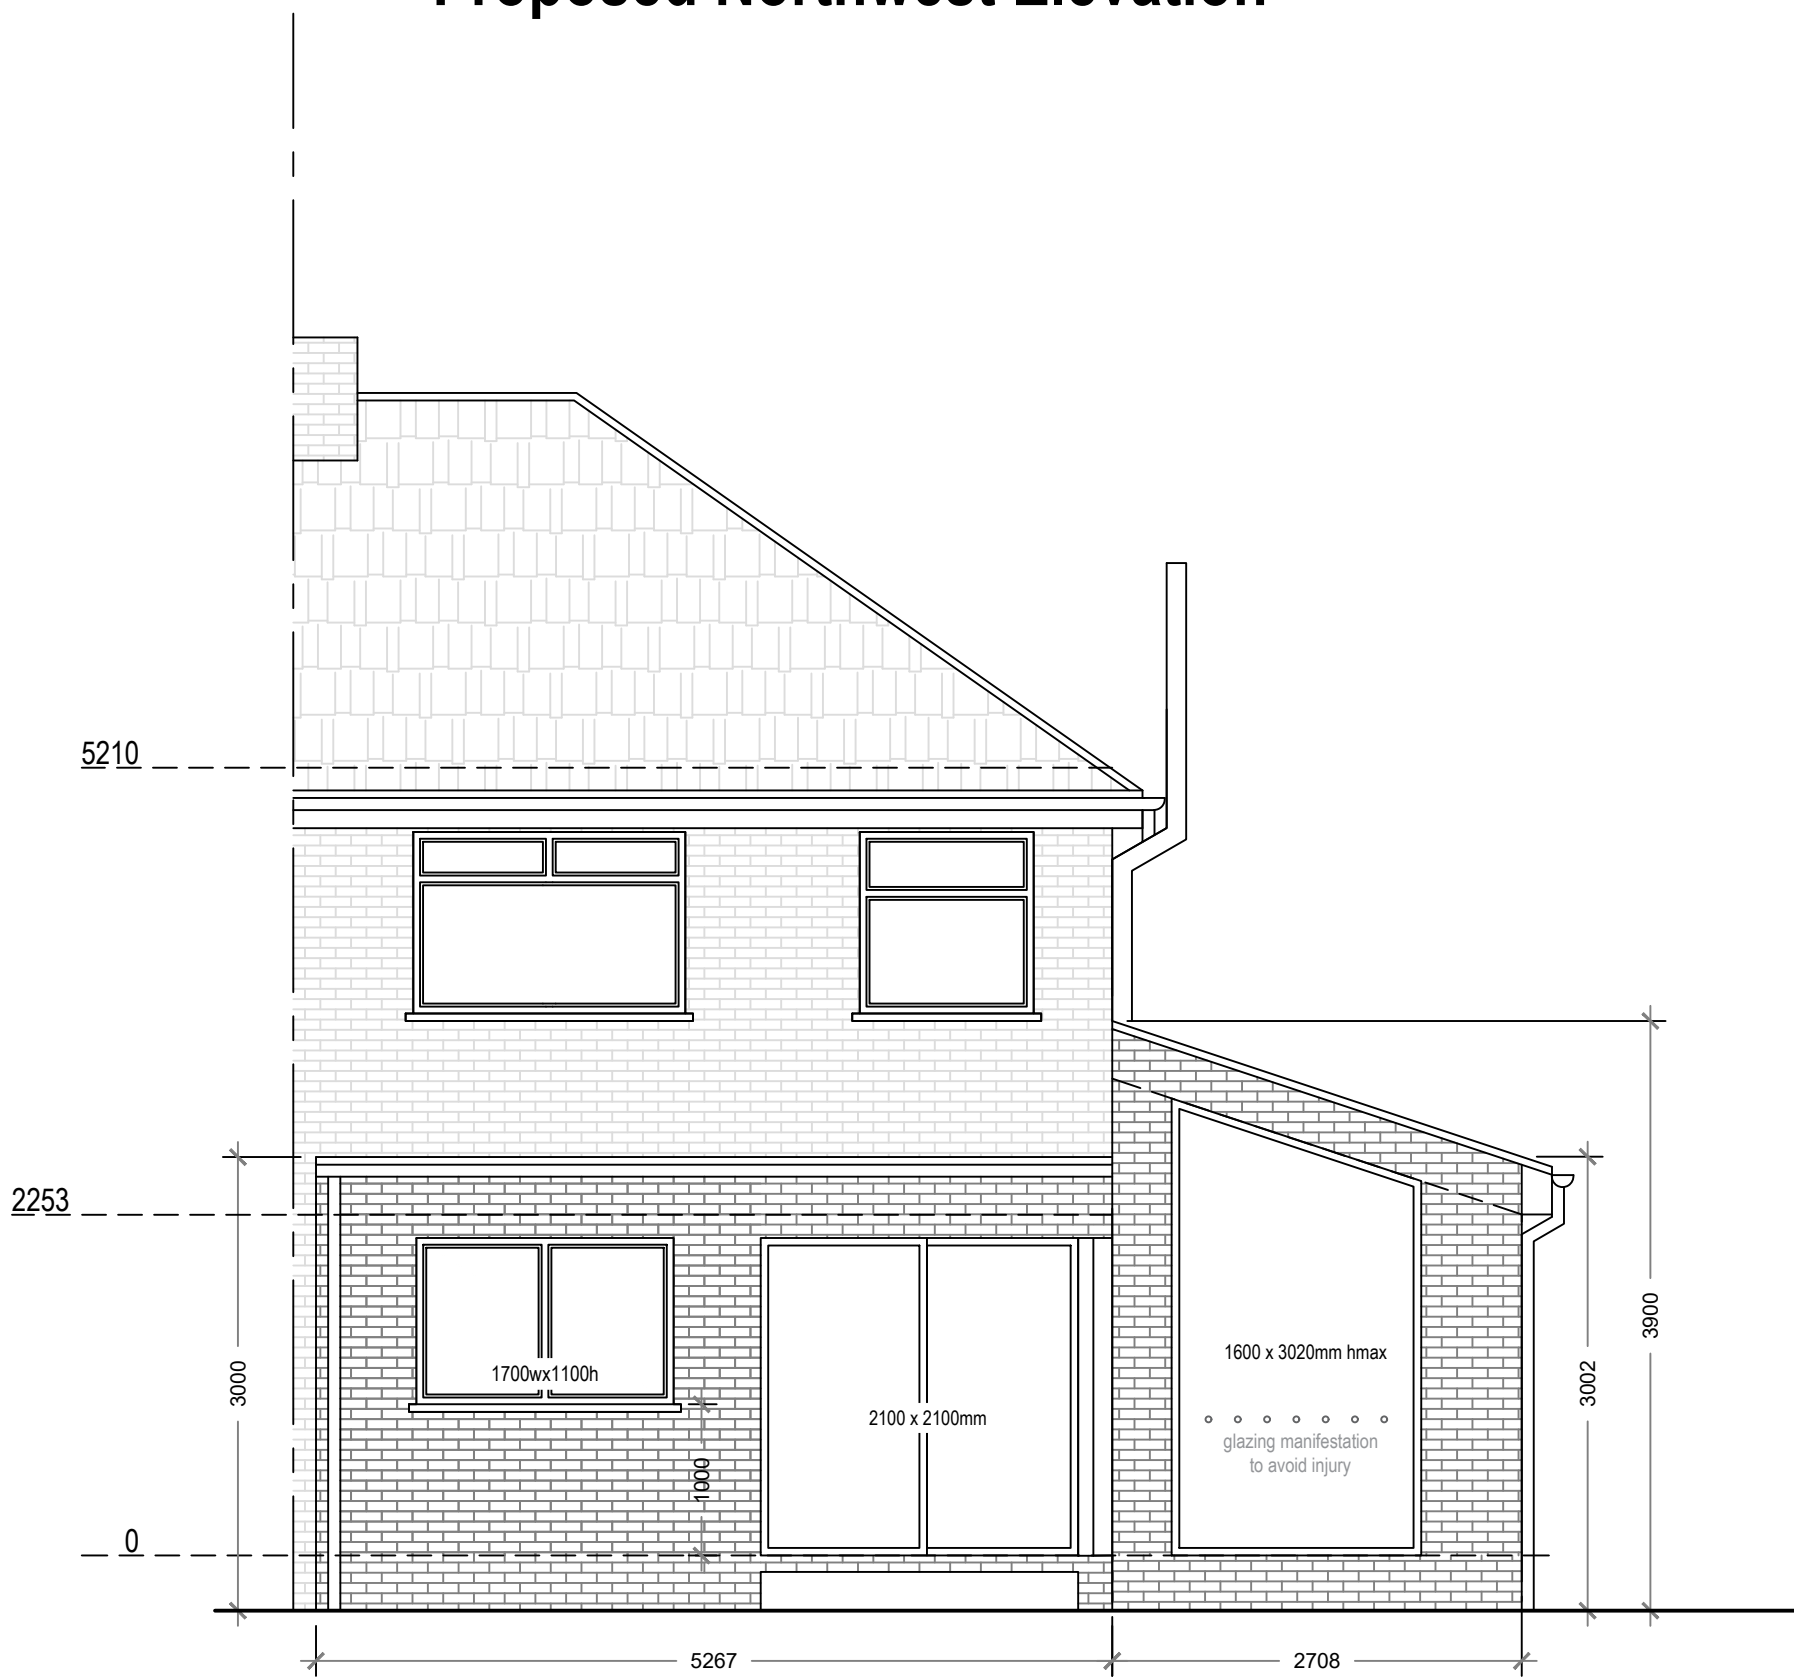 Proposed Northwest Elevation
5210
2253
3900
1600 x 3020mm hmax
3000
1700wx1100h
3002
2100 x 2100mm
glazing manifestation
to avoid injury
1000
0
5267
2708